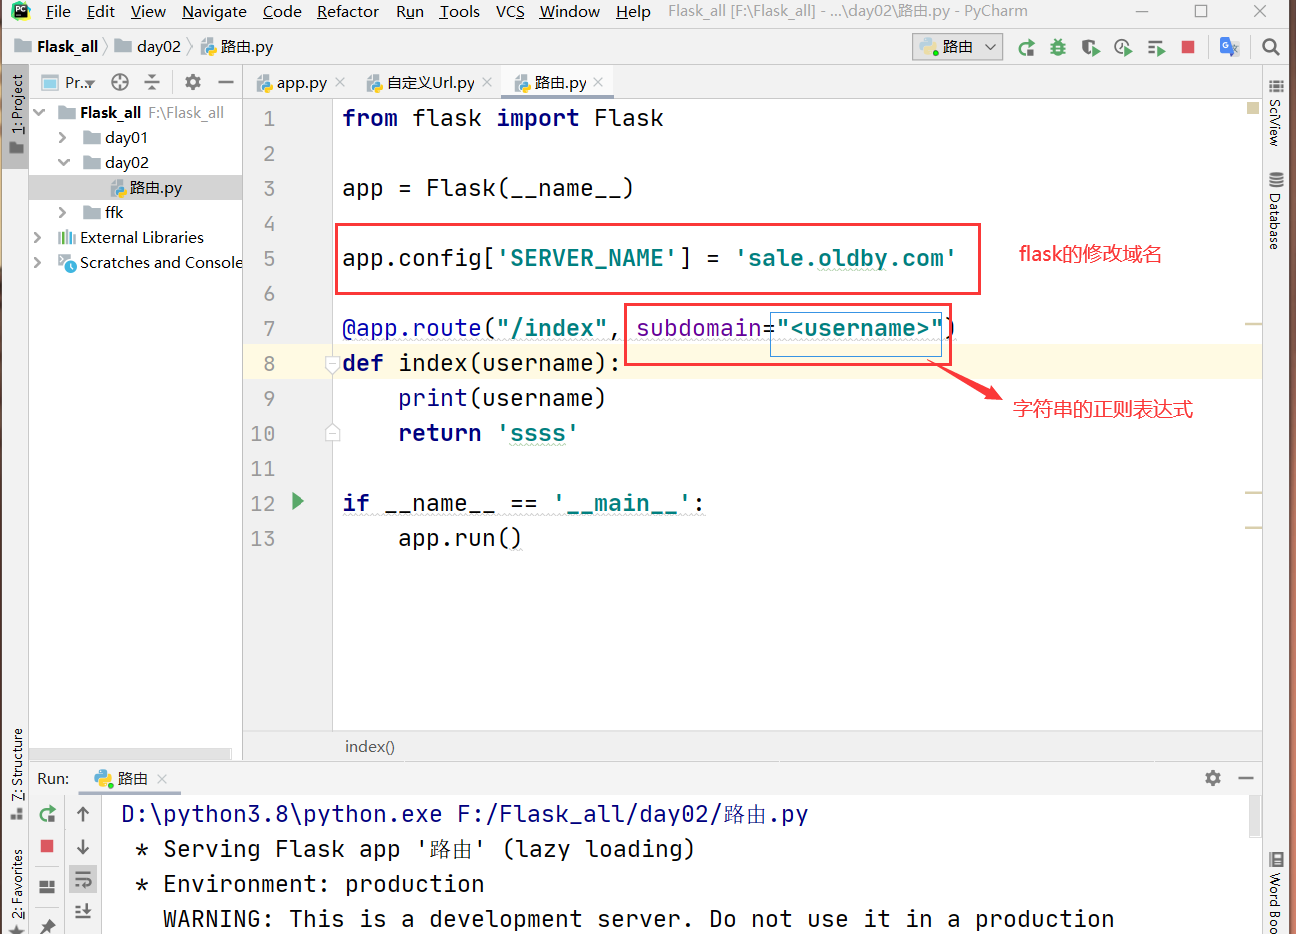 PC File Edit View Navigate Code Refactor Run Tools VCS Window Help Flask_all [F:\Flask_all] - ...\day02\路由.py - PyCharm
Flask_all day02 路由.py 路由
1: Project Pr... app.py 自定义Url.py 路由.py
Flask_all F:\Flask_all
day01
day02
路由.py
ffk
External Libraries
Scratches and Console
1 from flask import Flask
2
3 app = Flask(__name__)
4
5 app.config['SERVER_NAME'] = 'sale.oldby.com'
flask的修改域名
6
7 @app.route("/index", subdomain="<username>")
8 def index(username):
9 print(username)
字符串的正则表达式
10 return 'ssss'
11
12 if __name__ == '__main__':
13 app.run()
SciView
Database
index()
Z: Structure
2: Favorites
Word Boo
Run: 路由
D:\python3.8\python.exe F:/Flask_all/day02/路由.py
* Serving Flask app '路由' (lazy loading)
* Environment: production
WARNING: This is a development server. Do not use it in a production